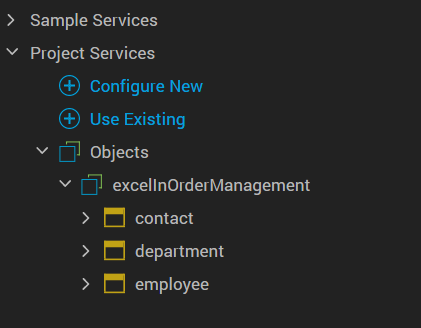 Sample Services
Project Services
Configure New
Use Existing
Objects
excelInOrderManagement
contact
department
employee